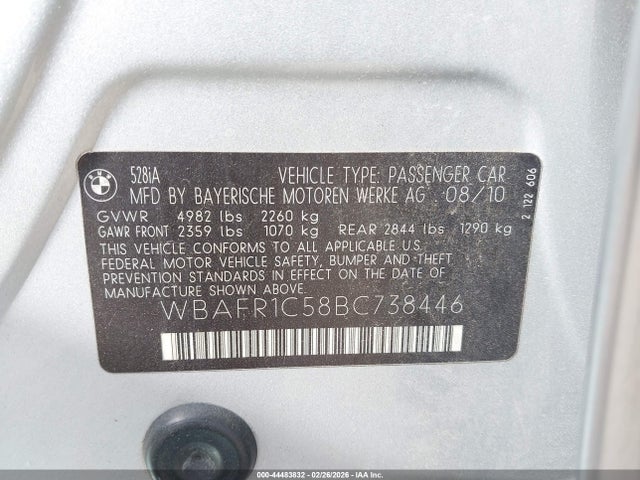 BMW
528iA VEHICLE TYPE: PASSENGER CAR
MFD BY BAYERISCHE MOTOREN WERKE AG 08/10
GVWR 4982 lbs 2260 kg
GAWR FRONT 2359 lbs 1070 kg REAR 2844 lbs 1290 kg
THIS VEHICLE CONFORMS TO ALL APPLICABLE U.S.
FEDERAL MOTOR VEHICLE SAFETY, BUMPER AND THEFT
PREVENTION STANDARDS IN EFFECT ON THE DATE
OF MANUFACTURE SHOWN ABOVE.
WBAFR1C58BC738446
2 122 606
000-44483832 - 02/26/2026 - IAA Inc.